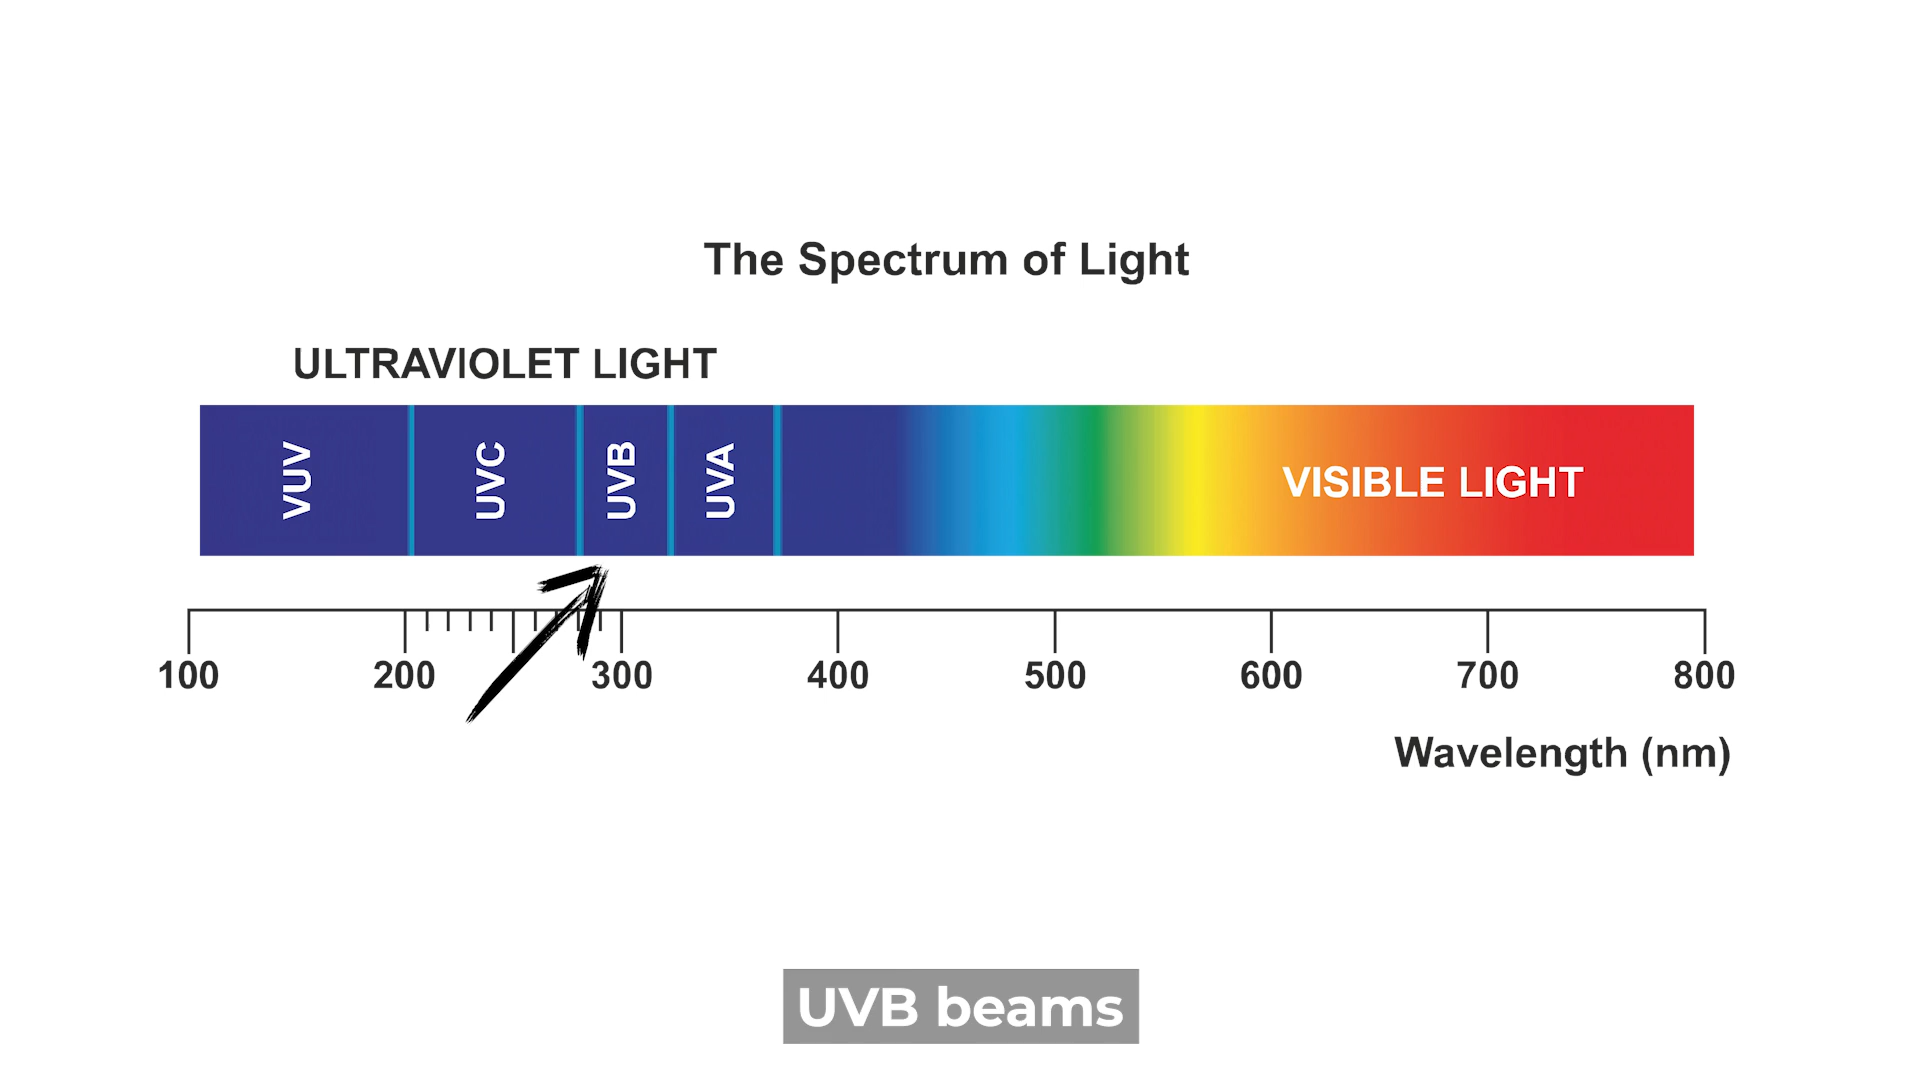 The Spectrum of Light
ULTRAVIOLET LIGHT
VUV
UVC
UVB
UVA
VISIBLE LIGHT
100 200 300 400 500 600 700 800
Wavelength (nm)
UVB beams